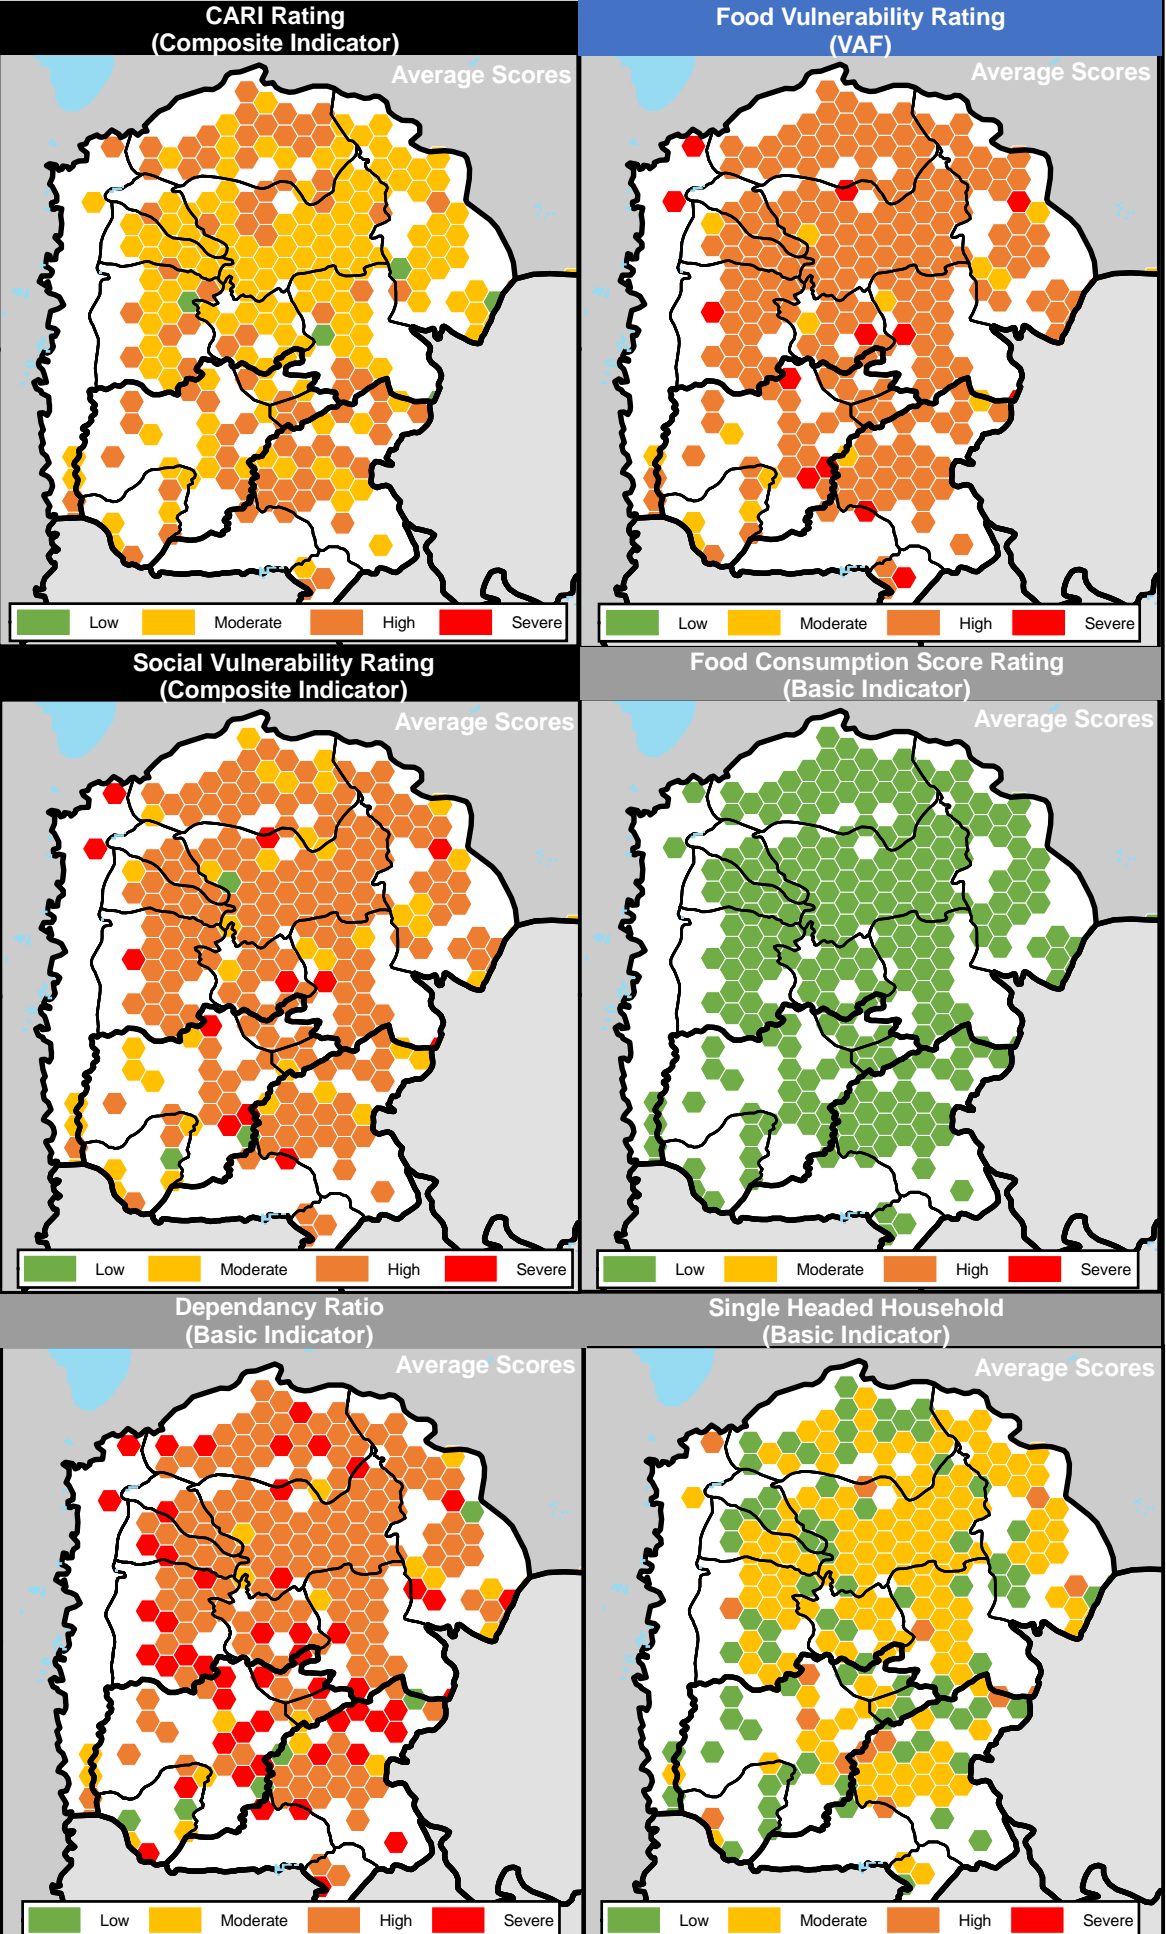 CARI Rating
(Composite Indicator)
Average Scores
Low Moderate High Severe
Food Vulnerability Rating
(VAF)
Average Scores
Low Moderate High Severe
Social Vulnerability Rating
(Composite Indicator)
Average Scores
Low Moderate High Severe
Food Consumption Score Rating
(Basic Indicator)
Average Scores
Low Moderate High Severe
Dependancy Ratio
(Basic Indicator)
Average Scores
Low Moderate High Severe
Single Headed Household
(Basic Indicator)
Average Scores
Low Moderate High Severe